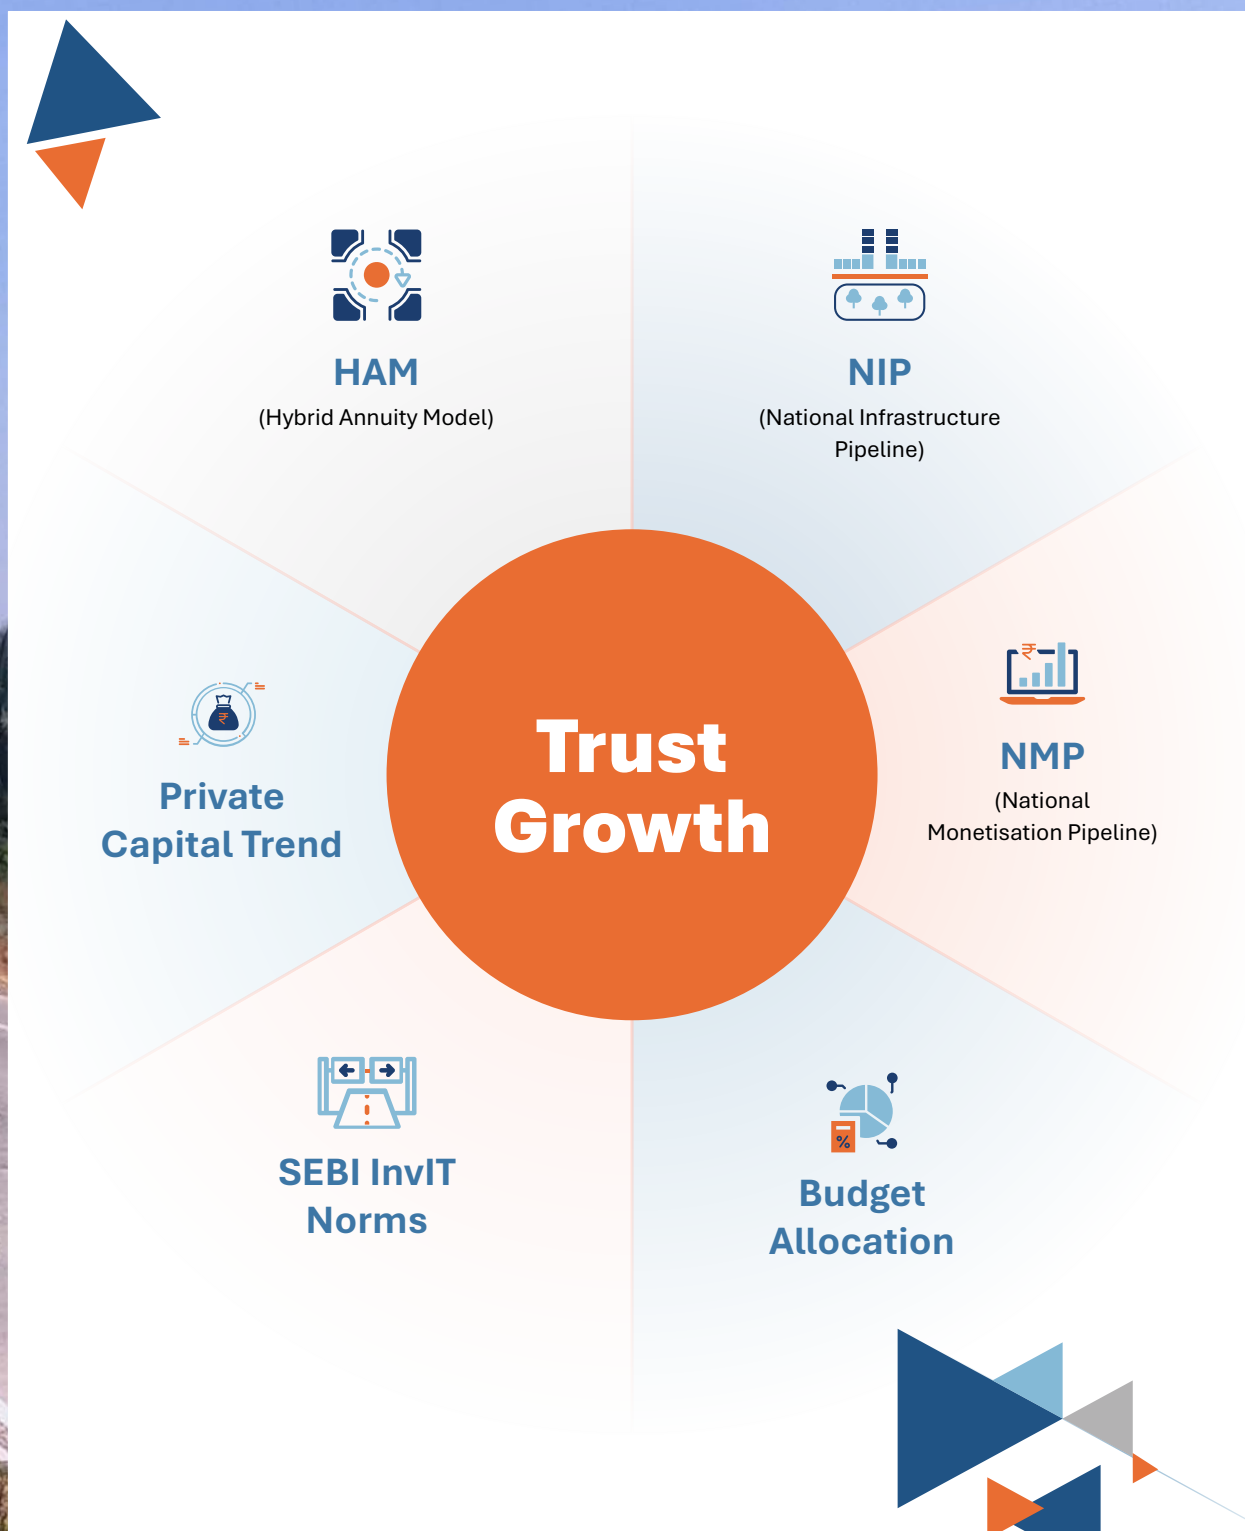 HAM
(Hybrid Annuity Model)
NIP
(National Infrastructure
Pipeline)
NMP
(National
Monetisation Pipeline)
Private
Capital Trend
Trust
Growth
SEBI InvIT
Norms
Budget
Allocation
%
₹
₹